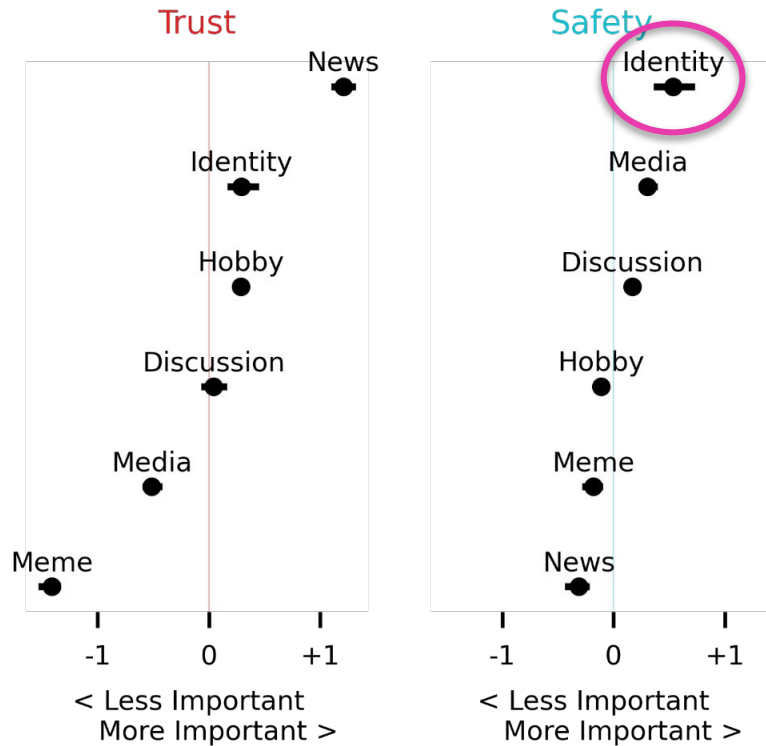 Trust
News
Identity
Hobby
Discussion
Media
Meme
-1 0 +1
< Less Important
More Important >
Safety
Identity
Media
Discussion
Hobby
Meme
News
-1 0 +1
< Less Important
More Important >